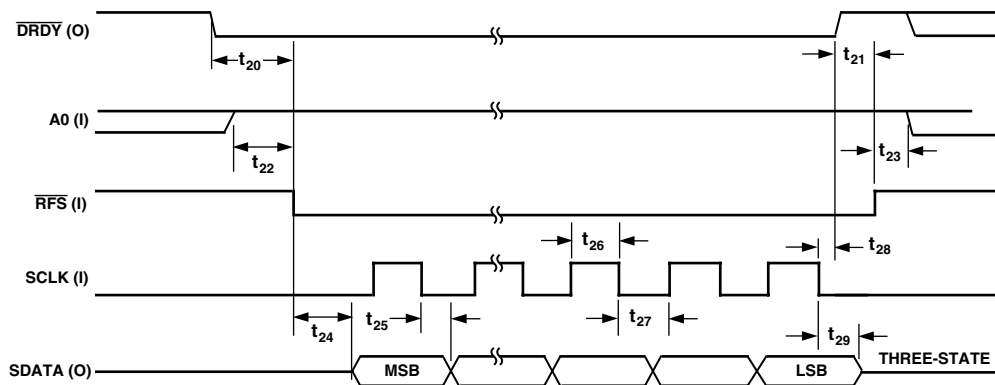 DRDY (O)
t20
t21
A0 (I)
t22
t23
RFS (I)
t26
t28
SCLK (I)
t24
t25
t27
t29
SDATA (O)
MSB
LSB
THREE-STATE